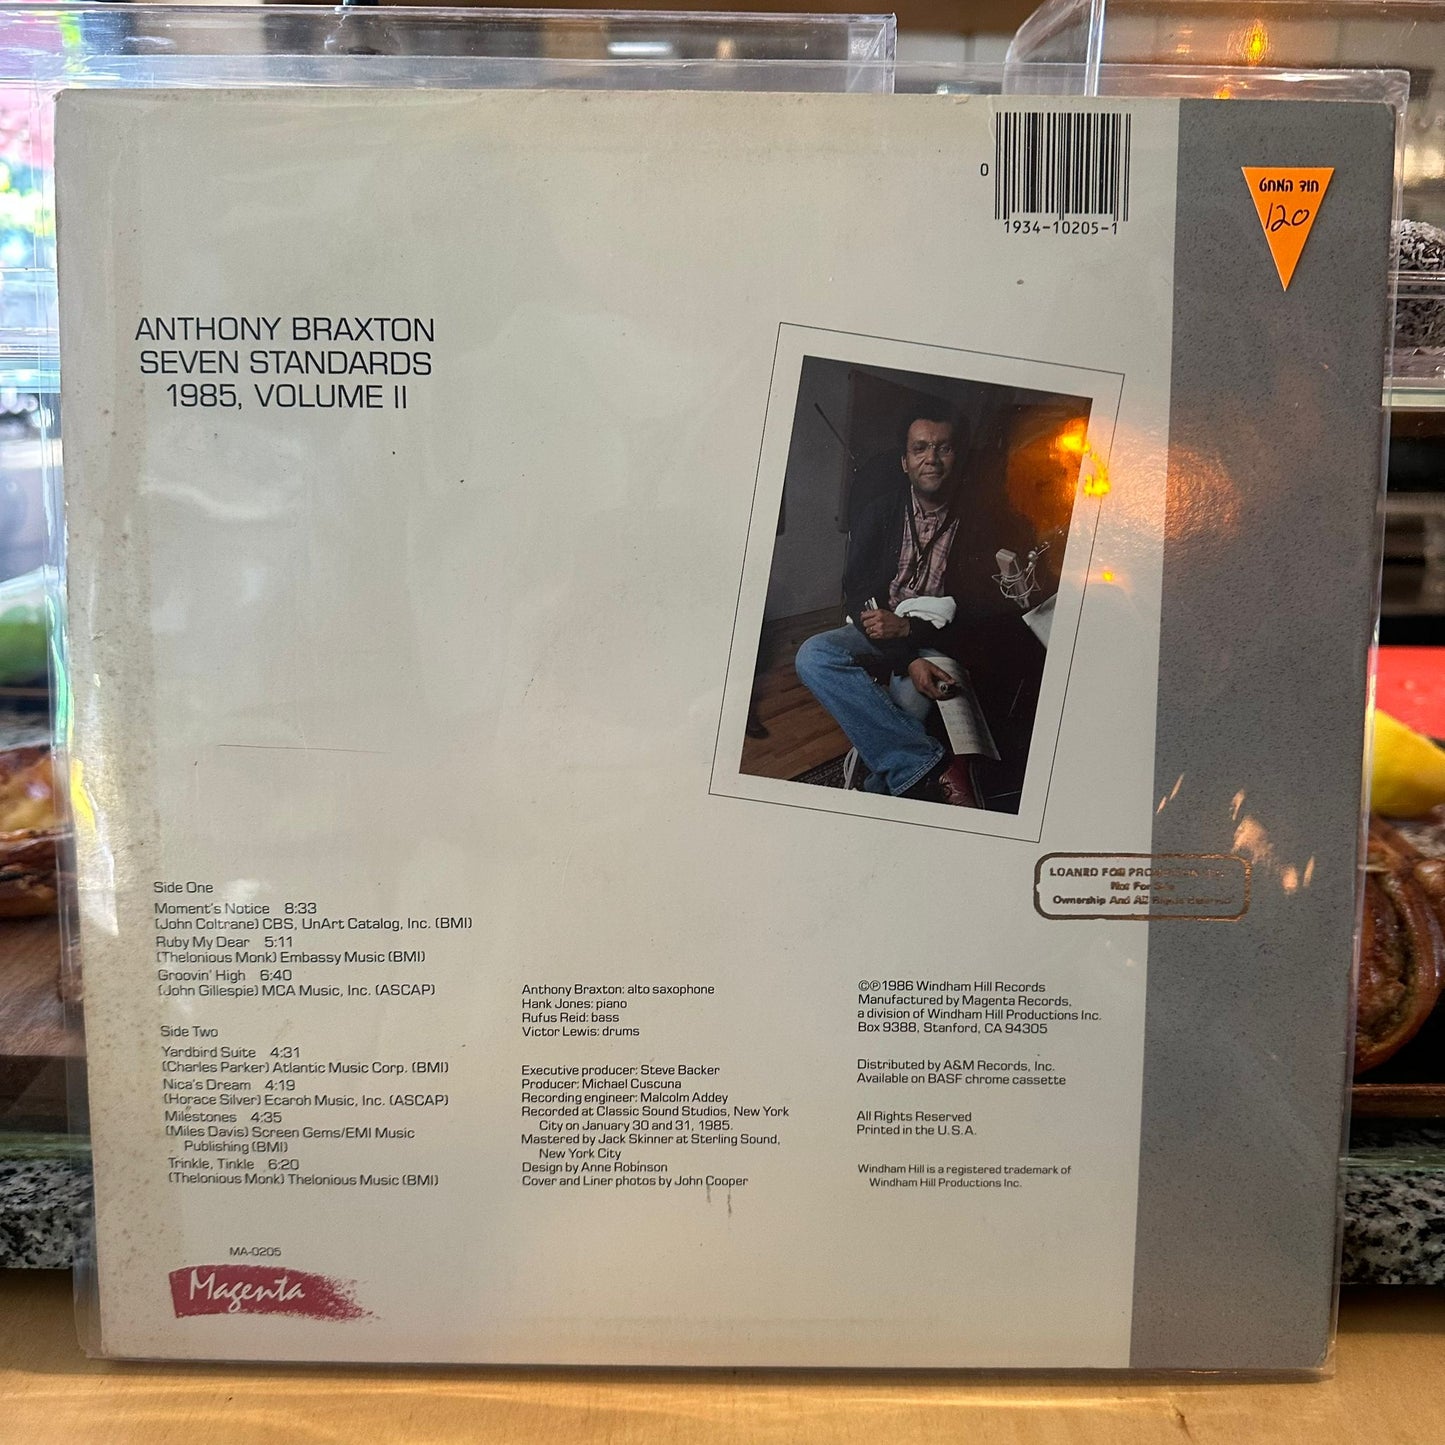 0
1934-10205-1
חוד המחט
120
ANTHONY BRAXTON
SEVEN STANDARDS
1985, VOLUME II
LOANED FOR
Not For
Ownership And All Rights
Side One
Moment's Notice 8:33
(John Coltrane) CBS, UnArt Catalog, Inc. (BMI)
Ruby My Dear 5:11
(Thelonious Monk) Embassy Music (BMI)
Groovin' High 6:40
(John Gillespie) MCA Music, Inc. (ASCAP)
Side Two
Yardbird Suite 4:31
(Charles Parker) Atlantic Music Corp. (BMI)
Nica's Dream 4:19
(Horace Silver) Ecaroh Music, Inc. (ASCAP)
Milestones 4:35
(Miles Davis) Screen Gems/EMI Music
Publishing (BMI)
Trinkle, Tinkle 6:20
(Thelonious Monk) Thelonious Music (BMI)
Anthony Braxton: alto saxophone
Hank Jones: piano
Rufus Reid: bass
Victor Lewis: drums
Executive producer: Steve Backer
Producer: Michael Cuscuna
Recording engineer: Malcolm Addey
Recorded at Classic Sound Studios, New York
City on January 30 and 31, 1985.
Mastered by Jack Skinner at Sterling Sound,
New York City
Design by Anne Robinson
Cover and Liner photos by John Cooper
©℗1986 Windham Hill Records
Manufactured by Magenta Records,
a division of Windham Hill Productions Inc.
Box 9388, Stanford, CA 94305
Distributed by A&M Records, Inc.
Available on BASF chrome cassette
All Rights Reserved
Printed in the U.S.A.
Windham Hill is a registered trademark of
Windham Hill Productions Inc.
MA-0205
Magenta